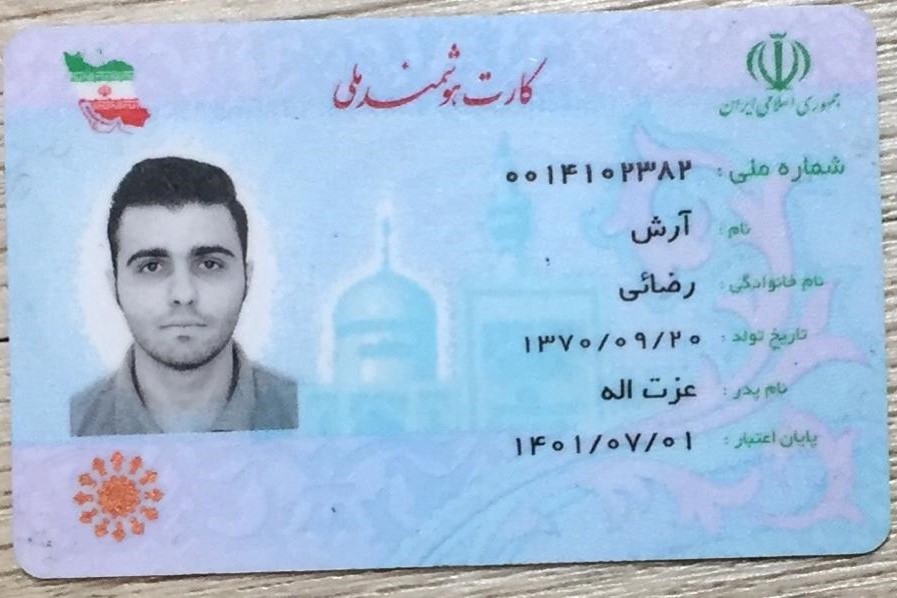 کارت هوشمند ملی
جمهوری اسلامی ایران
شماره ملی: ۰۰۱۴۱۰۲۳۸۲
نام: آرش
نام خانوادگی: رضائی
تاریخ تولد: ۱۳۷۰/۰۹/۲۰
نام پدر: عزت اله
پایان اعتبار: ۱۴۰۱/۰۷/۰۱